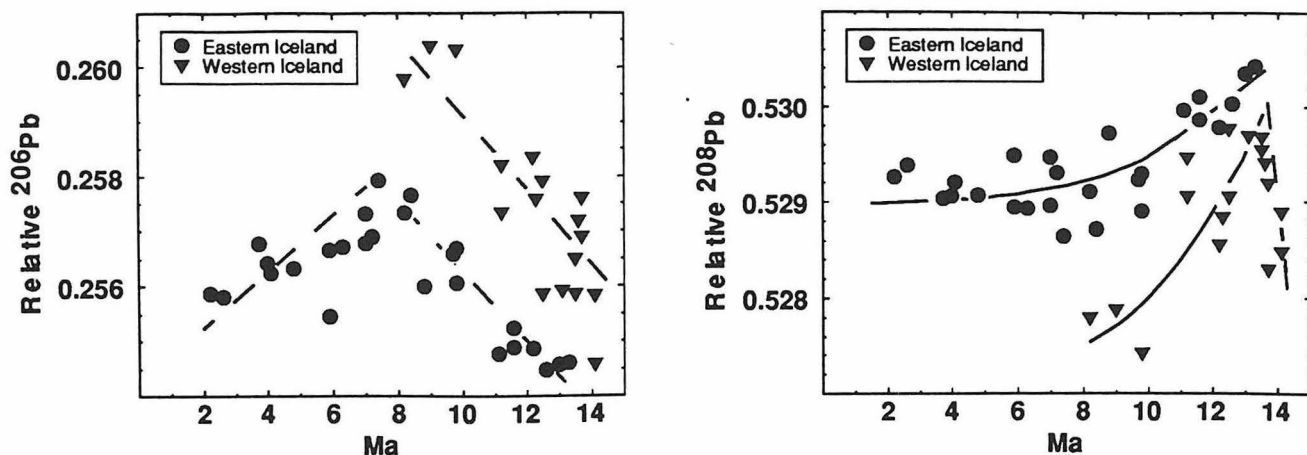 Eastern Iceland
Western Iceland
0.260
0.258
0.256
Relative 206Pb
2 4 6 8 10 12 14
Ma
Eastern Iceland
Western Iceland
0.530
0.529
0.528
Relative 208Pb
2 4 6 8 10 12 14
Ma